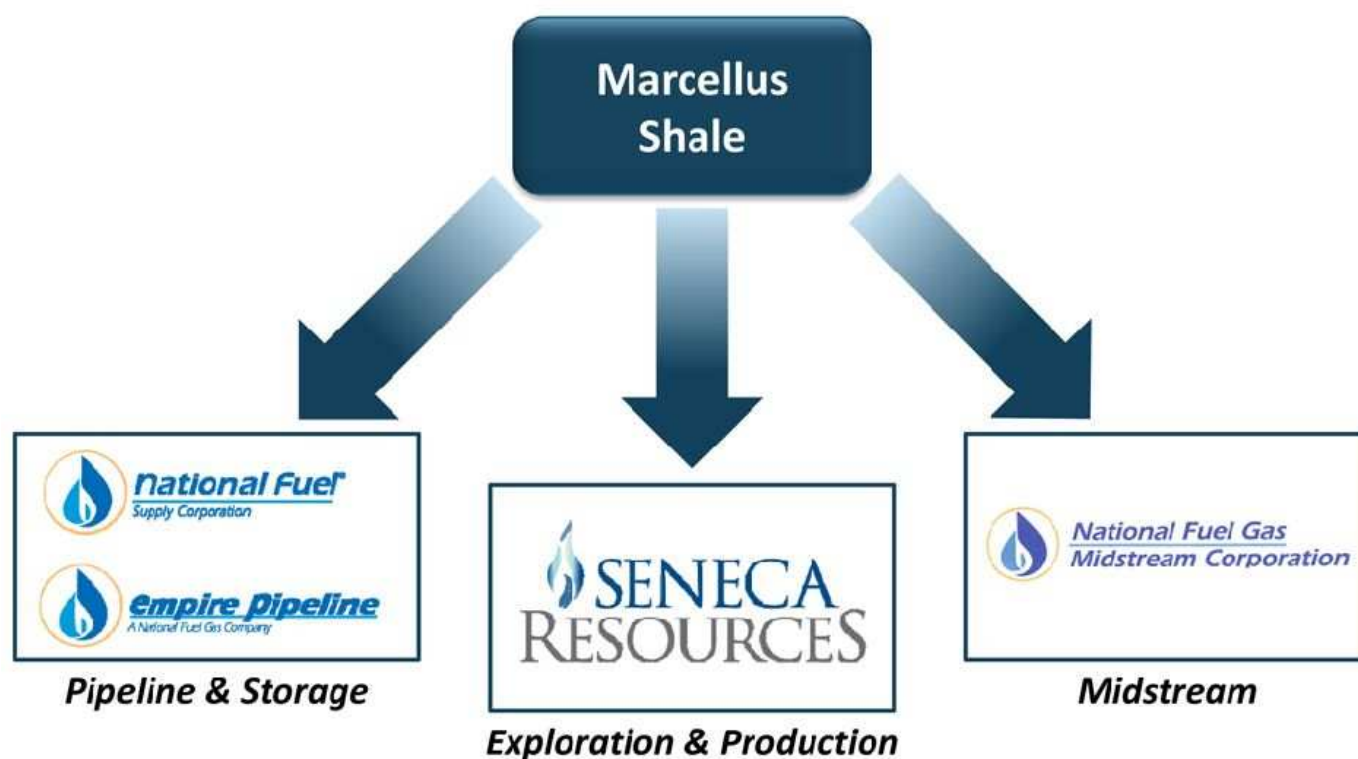 Marcellus
Shale
National Fuel
Supply Corporation
Empire Pipeline
A National Fuel Gas Company
Pipeline & Storage
SENECA
RESOURCES
Exploration & Production
National Fuel Gas
Midstream Corporation
Midstream